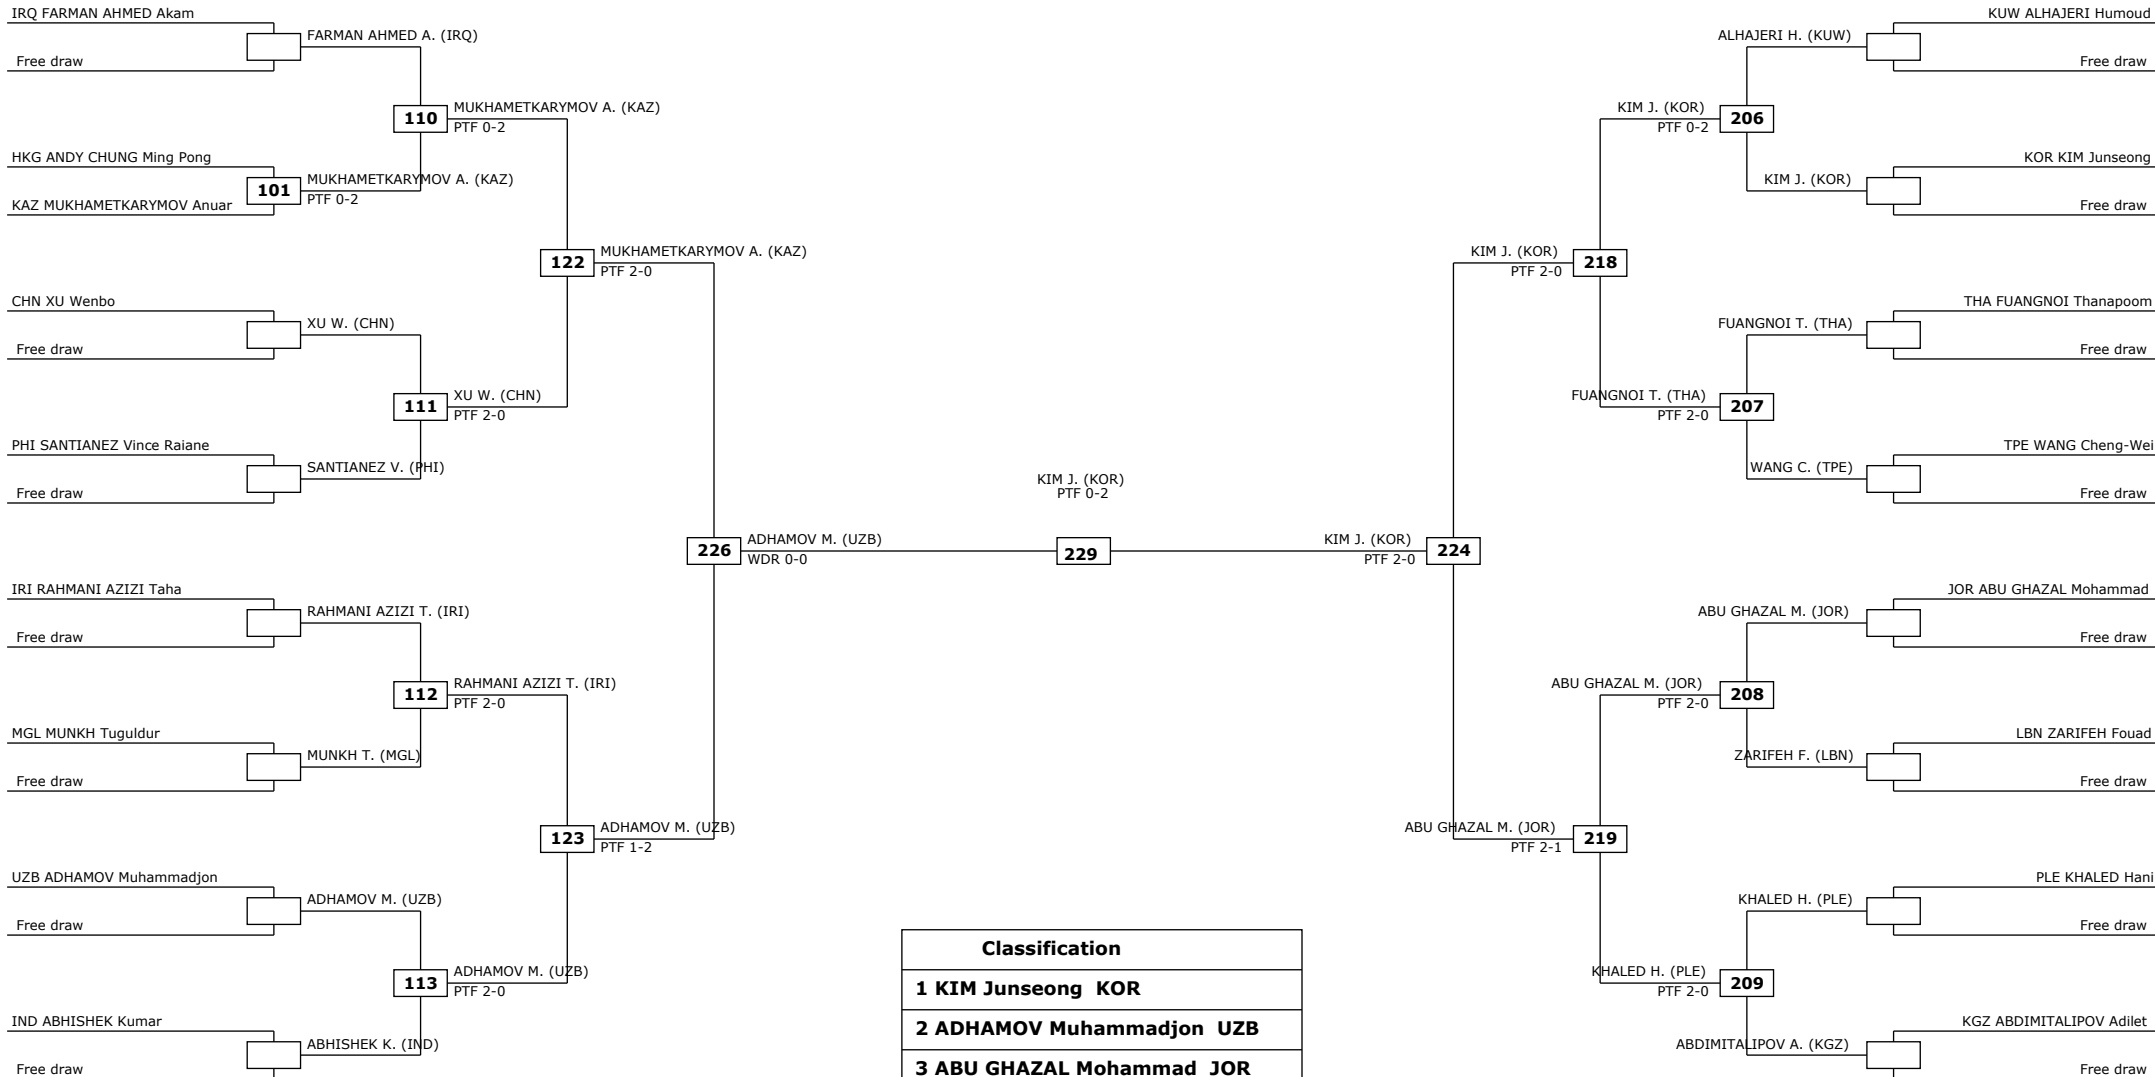 IRQ FARMAN AHMED Akam
FARMAN AHMED A. (IRQ)
Free draw
110
MUKHAMETKARYMOV A. (KAZ)
PTF 0-2
HKG ANDY CHUNG Ming Pong
101
MUKHAMETKARYMOV A. (KAZ)
PTF 0-2
KAZ MUKHAMETKARYMOV Anuar
122
MUKHAMETKARYMOV A. (KAZ)
PTF 2-0
CHN XU Wenbo
XU W. (CHN)
Free draw
111
XU W. (CHN)
PTF 2-0
PHI SANTIANEZ Vince Raiane
SANTIANEZ V. (PHI)
Free draw
226
ADHAMOV M. (UZB)
WDR 0-0
IRI RAHMANI AZIZI Taha
RAHMANI AZIZI T. (IRI)
Free draw
112
RAHMANI AZIZI T. (IRI)
PTF 2-0
MGL MUNKH Tuguldur
MUNKH T. (MGL)
Free draw
123
ADHAMOV M. (UZB)
PTF 1-2
UZB ADHAMOV Muhammadjon
ADHAMOV M. (UZB)
Free draw
113
ADHAMOV M. (UZB)
PTF 2-0
IND ABHISHEK Kumar
ABHISHEK K. (IND)
Free draw
KIM J. (KOR)
PTF 0-2
229
KUW ALHAJERI Humoud
ALHAJERI H. (KUW)
Free draw
KIM J. (KOR)
PTF 0-2
206
KOR KIM Junseong
KIM J. (KOR)
Free draw
KIM J. (KOR)
PTF 2-0
218
THA FUANGNOI Thanapoom
FUANGNOI T. (THA)
Free draw
FUANGNOI T. (THA)
PTF 2-0
207
TPE WANG Cheng-Wei
WANG C. (TPE)
Free draw
KIM J. (KOR)
PTF 2-0
224
JOR ABU GHAZAL Mohammad
ABU GHAZAL M. (JOR)
Free draw
ABU GHAZAL M. (JOR)
PTF 2-0
208
LBN ZARIFEH Fouad
ZARIFEH F. (LBN)
Free draw
ABU GHAZAL M. (JOR)
PTF 2-1
219
PLE KHALED Hani
KHALED H. (PLE)
Free draw
KHALED H. (PLE)
PTF 2-0
209
KGZ ABDIMITALIPOV Adilet
ABDIMITALIPOV A. (KGZ)
Free draw
Classification
1 KIM Junseong KOR
2 ADHAMOV Muhammadjon UZB
3 ABU GHAZAL Mohammad JOR